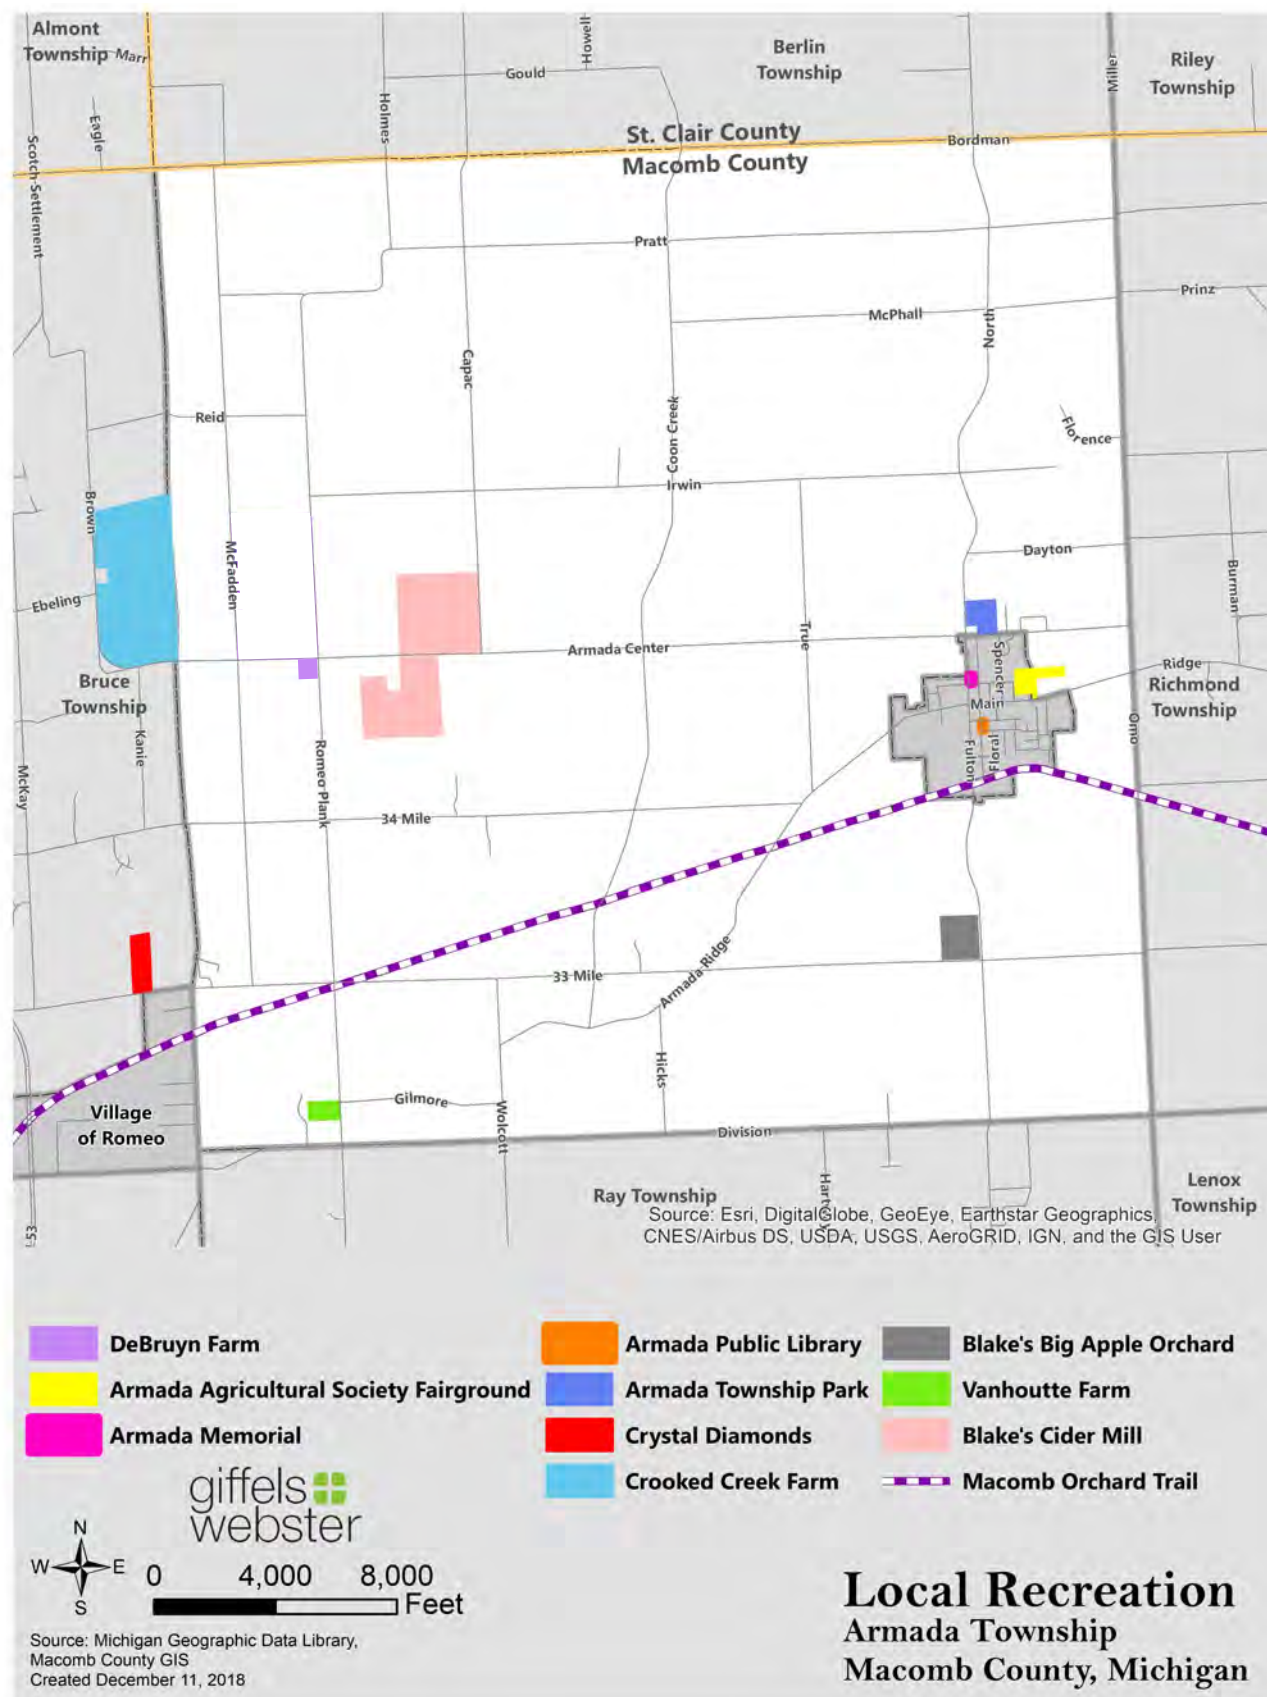 Almont
Township
Marr
Howell
Berlin
Township
Miller
Riley
Township
Gould
Eagle
Holmes
Scotch Settlement
St. Clair County
Bordman
Macomb County
Pratt
Prinz
McPhall
North
Capac
Coon Creek
Reid
Florence
Irwin
Brown
McFadden
Dayton
Burman
Ebeling
True
Armada Center
Spencer
Ridge
Bruce
Township
Richmond
Township
Main
Kanie
Omo
Fulton
Floral
McKay
Romeo Plank
34 Mile
33 Mile
Armada Ridge
Hicks
Gilmore
Wolcott
Village
of Romeo
Division
Ray Township
Lenox
Township
53
Source: Esri, DigitalGlobe, GeoEye, Earthstar Geographics,
CNES/Airbus DS, USDA, USGS, AeroGRID, IGN, and the GIS User
DeBruyn Farm
Armada Agricultural Society Fairground
Armada Memorial
Armada Public Library
Armada Township Park
Crystal Diamonds
Crooked Creek Farm
Blake's Big Apple Orchard
Vanhoutte Farm
Blake's Cider Mill
Macomb Orchard Trail
giffels
webster
N
W E
S
0 4,000 8,000
Feet
Source: Michigan Geographic Data Library,
Macomb County GIS
Created December 11, 2018
Local Recreation
Armada Township
Macomb County, Michigan